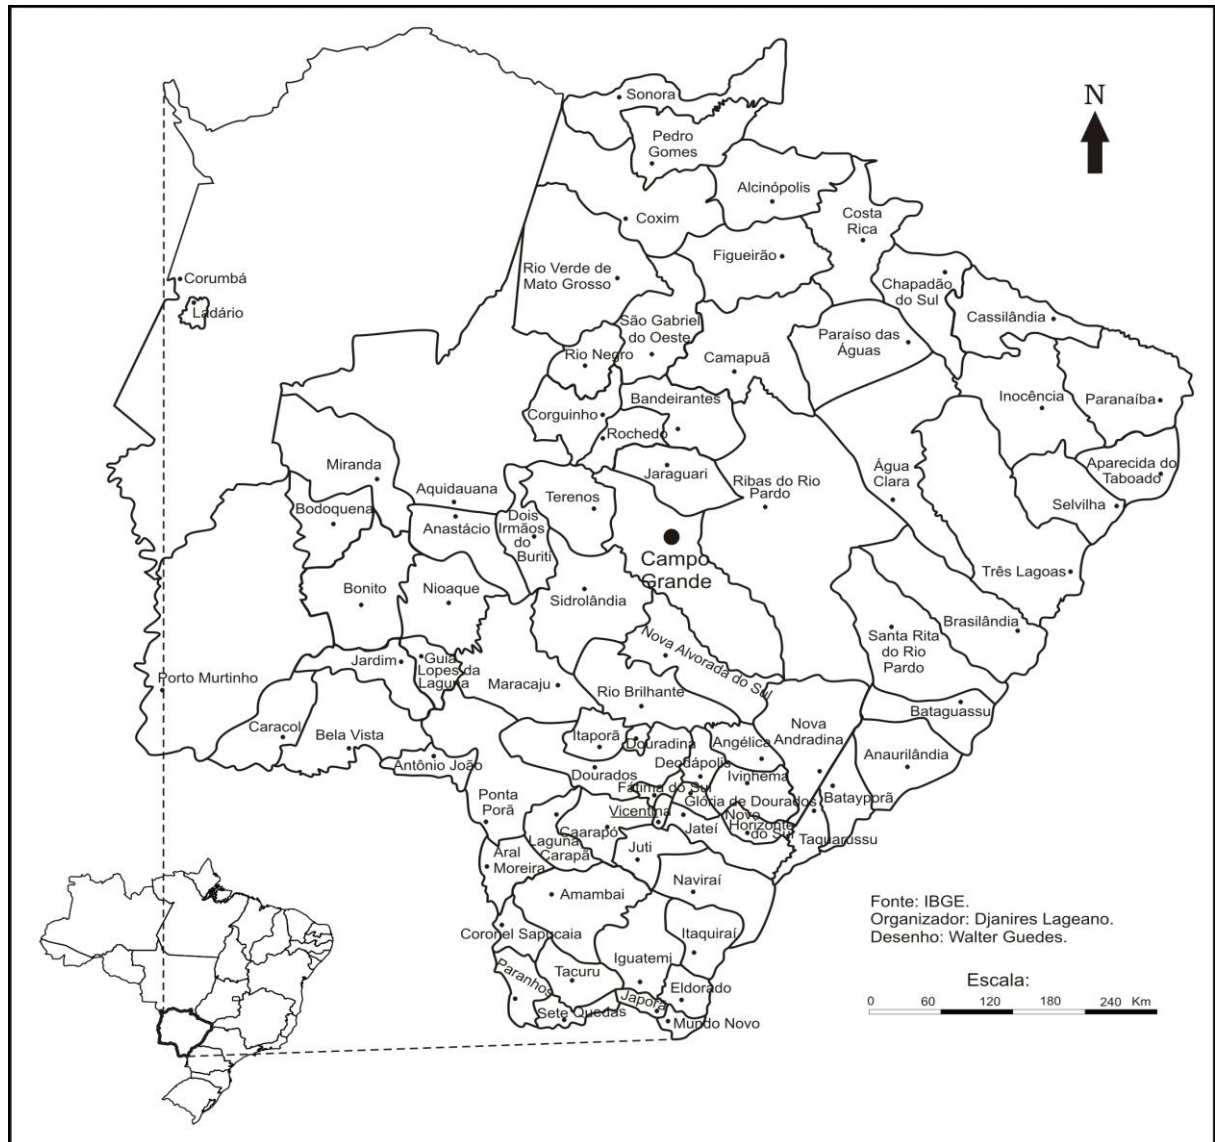 N
Sonora
Pedro
Gomes
Alcinópolis
Coxim
Costa
Rica
Figueirão
Rio Verde de
Mato Grosso
Corumbá
Ladário
Chapadão
do Sul
Cassilândia
São Gabriel
do Oeste
Paraíso das
Águas
Rio Negro
Camapuã
Bandeirantes
Inocência
Paranaíba
Corguinho
Rochedo
Miranda
Jaraguari
Água
Clara
Aparecida do
Taboado
Ribas do Rio
Pardo
Aquidauana
Terenos
Bodoquena
Anastácio
Dois
Irmãos
do
Buriti
Selvilha
Campo
Grande
Três Lagoas
Bonito
Nioaque
Sidrolândia
Brasilândia
Santa Rita
do Rio
Pardo
Nova Alvorada do Sul
Jardim
Guia
Lopes da
Laguna
Porto Murtinho
Maracaju
Rio Brilhante
Bataguassu
Caracol
Bela Vista
Itaporã
Douradina
Angélica
Nova
Andradina
Anaurilândia
Antônio João
Dourados
Deodápolis
Ivinhema
Fátima do Sul
Glória de Dourados
Batayporã
Ponta
Porã
Vicentina
Novo
Horizonte
do Sul
Laguna
Carapã
Caarapó
Jateí
Taquarussu
Juti
Aral
Moreira
Amambai
Naviraí
Coronel Sapucaia
Itaquiraí
Iguatemi
Paranhos
Tacuru
Eldorado
Japorã
Sete Quedas
Mundo Novo
Fonte: IBGE.
Organizador: Djanires Lageano.
Desenho: Walter Guedes.
Escala:
0 60 120 180 240 Km